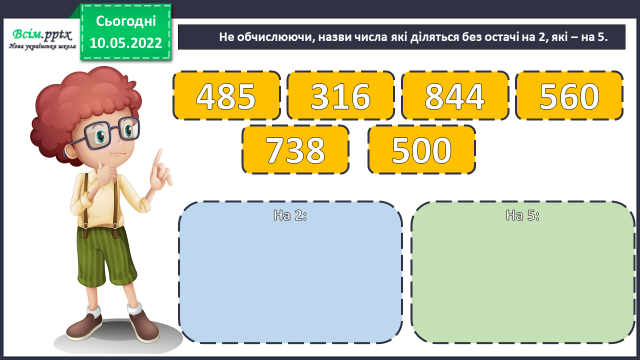 Всім.pptx
Нова українська школа
Сьогодні
10.05.2022
Не обчислюючи, назви числа які діляться без остачі на 2, які – на 5.
485 316 844 560
738 500
На 2: На 5: